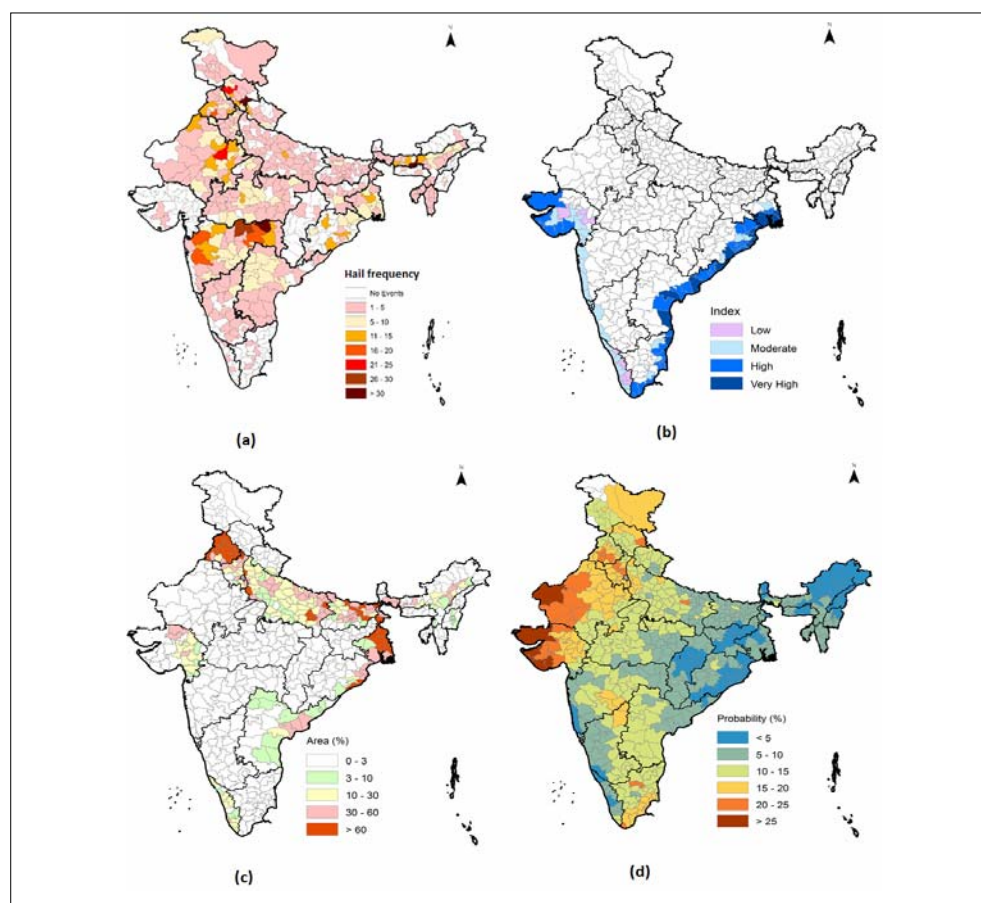 N
Hail frequency
No Events
1 - 5
5 - 10
11 - 15
16 - 20
21 - 25
26 - 30
> 30
(a)
N
Index
Low
Moderate
High
Very High
(b)
N
Area (%)
0 - 3
3 - 10
10 - 30
30 - 60
> 60
(c)
N
Probability (%)
< 5
5 - 10
10 - 15
15 - 20
20 - 25
> 25
(d)